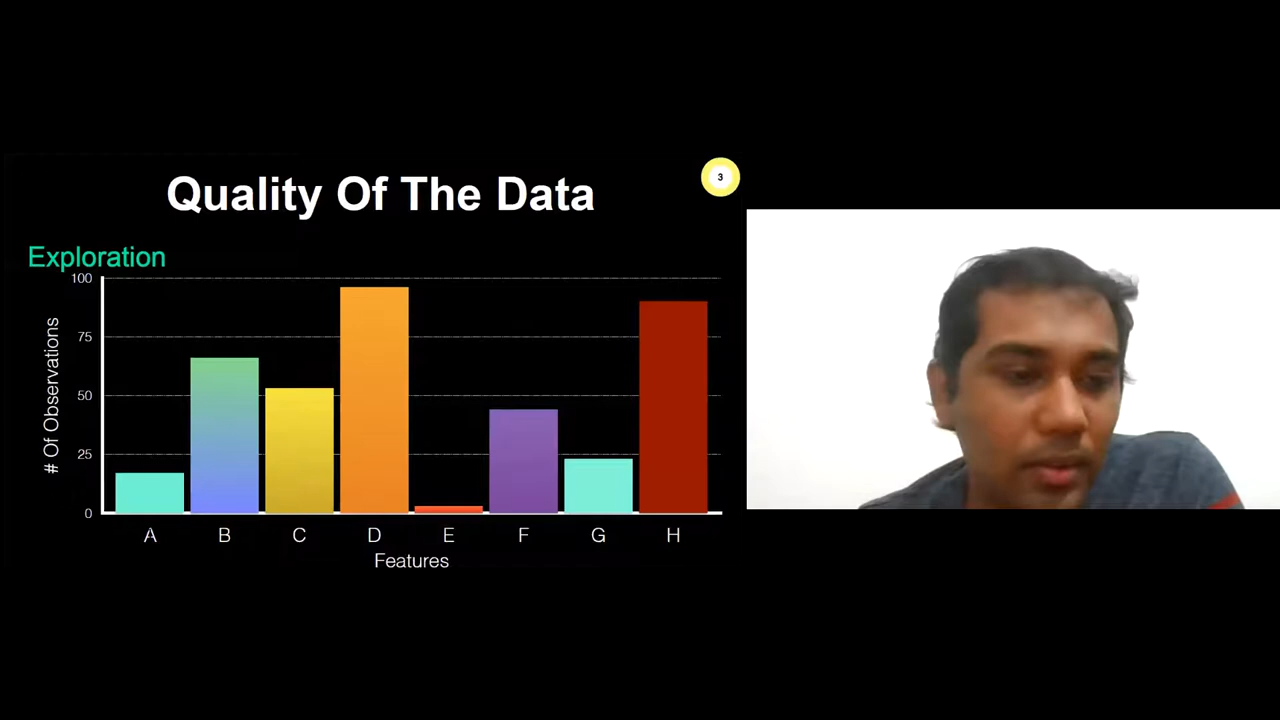 Quality Of The Data
3
Exploration
100
75
50
25
0
# Of Observations
A B C D E F G H
Features